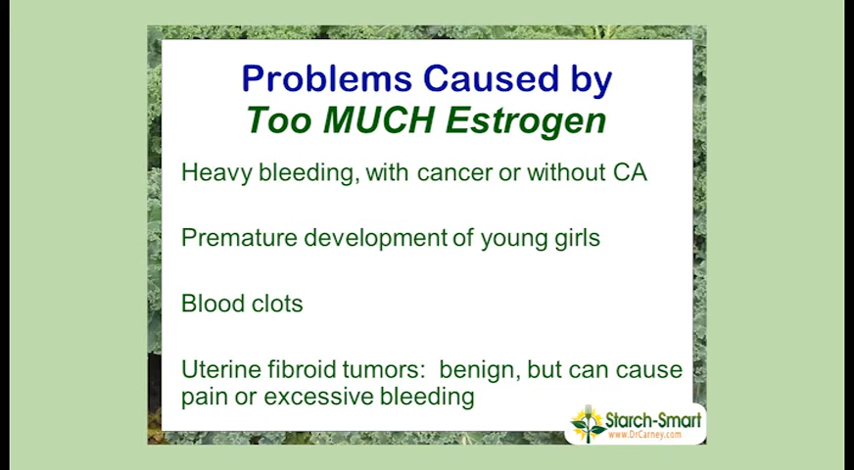 Problems Caused by
Too MUCH Estrogen
Heavy bleeding, with cancer or without CA
Premature development of young girls
Blood clots
Uterine fibroid tumors:  benign, but can cause
pain or excessive bleeding
Starch-Smart
www.DrCarney.com